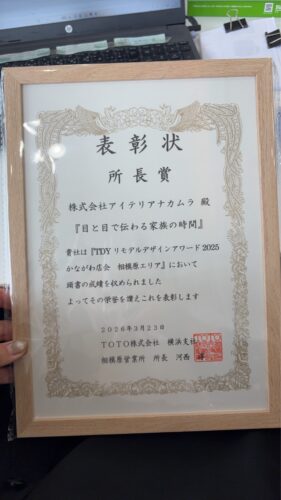 表彰状
所長賞
株式会社アイテリアナカムラ 殿
『目と目で伝わる家族の時間』
貴社は『TDY リモデルデザインアワード2025
かながわ店会 相模原エリア』において
頭書の成績を収められました
よってその栄誉を讃えこれを表彰します
2026年3月23日
TOTO株式会社 横浜支社
相模原営業所 所長 河西